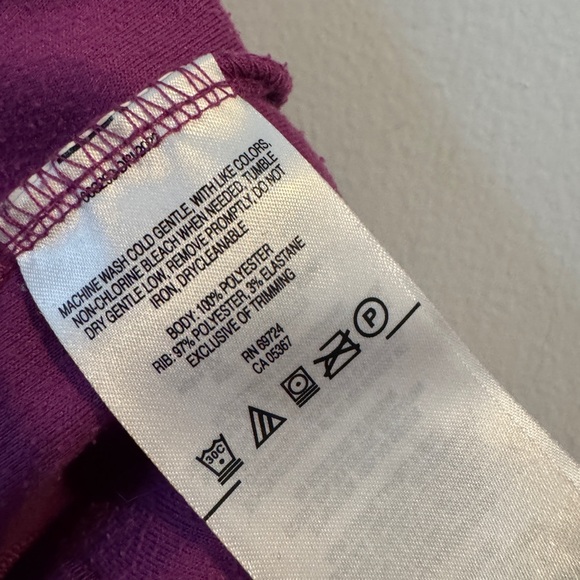 MACHINE WASH COLD GENTLE, WITH LIKE COLORS,
NON-CHLORINE BLEACH WHEN NEEDED, TUMBLE
DRY GENTLE LOW, REMOVE PROMPTLY, DO NOT
IRON, DRYCLEANABLE
BODY: 100% POLYESTER
RIB: 97% POLYESTER, 3% ELASTANE
EXCLUSIVE OF TRIMMING
RN 69724
CA 05367
30C
P